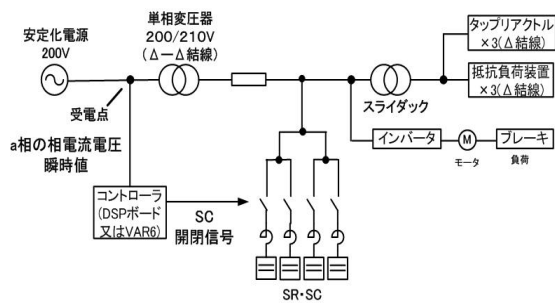 安定化電源
200V
単相変圧器
200/210V
(Δ―Δ結線)
タップリアクトル
×3(Δ結線)
抵抗負荷装置
×3(Δ結線)
スライダック
受電点
a相の相電流電圧
瞬時値
インバータ
M
モータ
ブレーキ
負荷
コントローラ
(DSPボード
又はVAR6)
SC
開閉信号
SR・SC